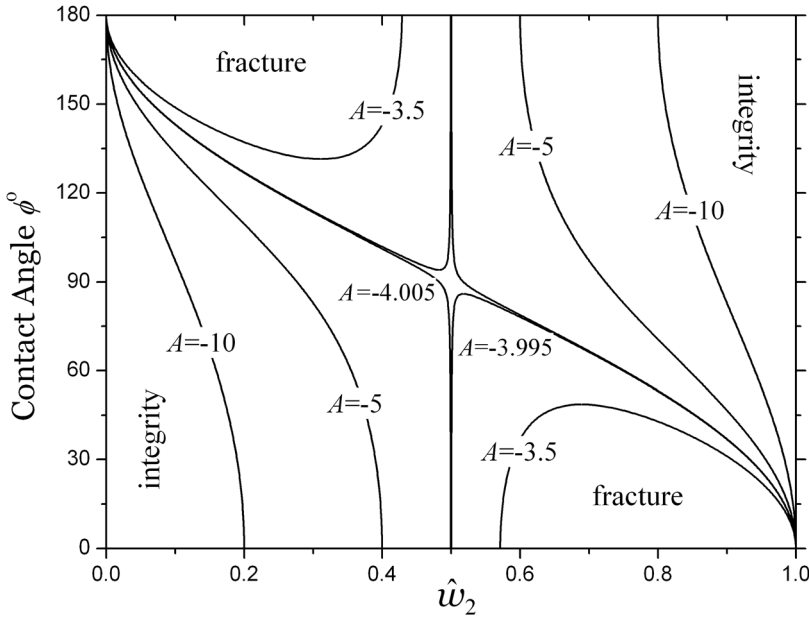 180
150
120
90
60
30
0
Contact Angle ϕ°
fracture
A=-3.5
A=-5
integrity
A=-10
A=-4.005
A=-3.995
A=-10
A=-5
integrity
A=-3.5
fracture
0.0 0.2 0.4 0.6 0.8 1.0
ŵ₂